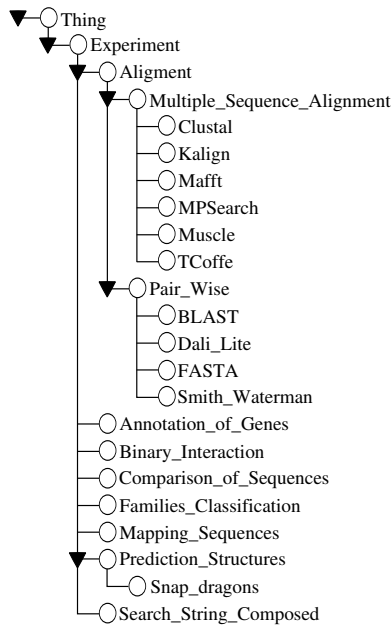 Thing
Experiment
Aligment
Multiple_Sequence_Alignment
Clustal
Kalign
Mafft
MPSearch
Muscle
TCoffe
Pair_Wise
BLAST
Dali_Lite
FASTA
Smith_Waterman
Annotation_of_Genes
Binary_Interaction
Comparison_of_Sequences
Families_Classification
Mapping_Sequences
Prediction_Structures
Snap_dragons
Search_String_Composed